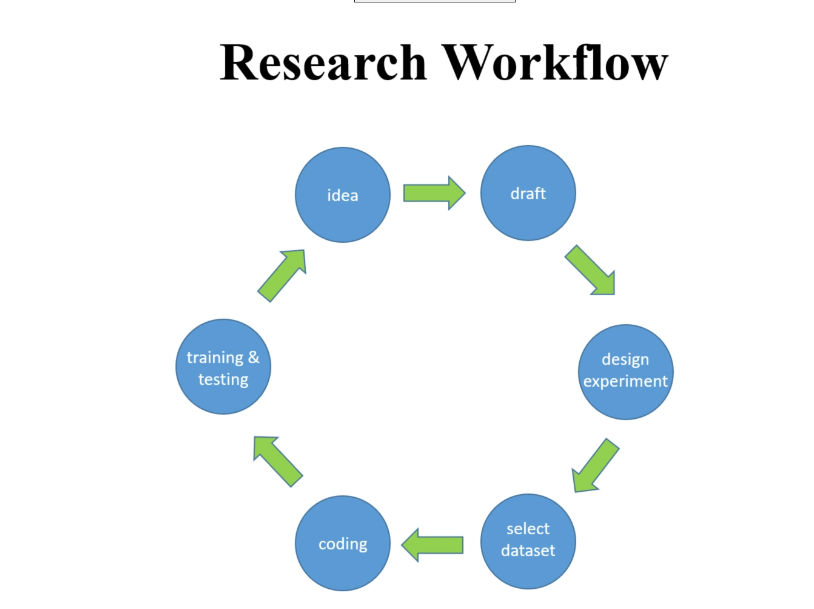 Research Workflow
idea
draft
design
experiment
select
dataset
coding
training &
testing